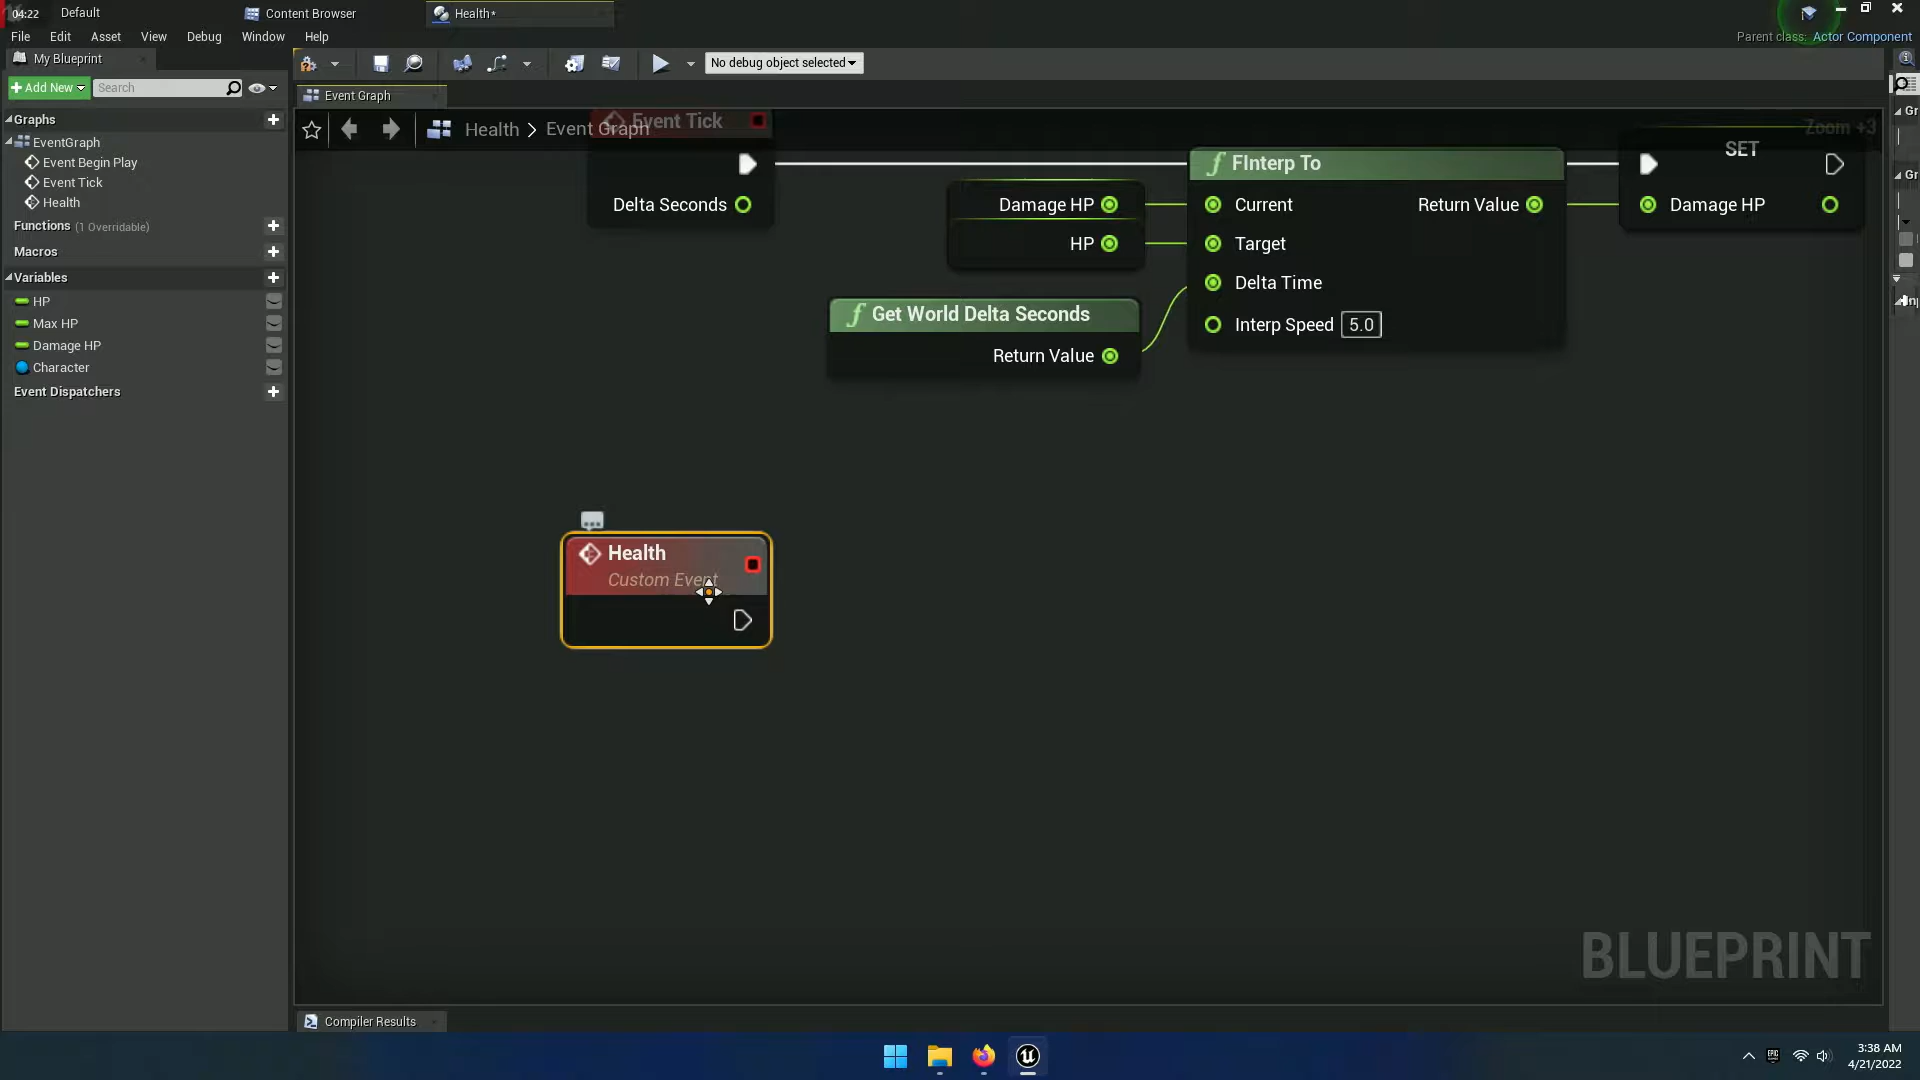 04:22
Default
Content Browser
Health*
File Edit Asset View Debug Window Help
Parent class: Actor Component
My Blueprint
Add New
Search
No debug object selected
Graphs
EventGraph
Event Begin Play
Event Tick
Health
Functions (1 Overridable)
Macros
Variables
HP
Max HP
Damage HP
Character
Event Dispatchers
Event Graph
Health > Event Graph
Zoom +3
Event Tick
Delta Seconds
Damage HP
HP
Get World Delta Seconds
Return Value
FInterp To
Current
Return Value
Target
Delta Time
Interp Speed 5.0
SET
Damage HP
Health
Custom Event
BLUEPRINT
Compiler Results
3:38 AM
4/21/2022